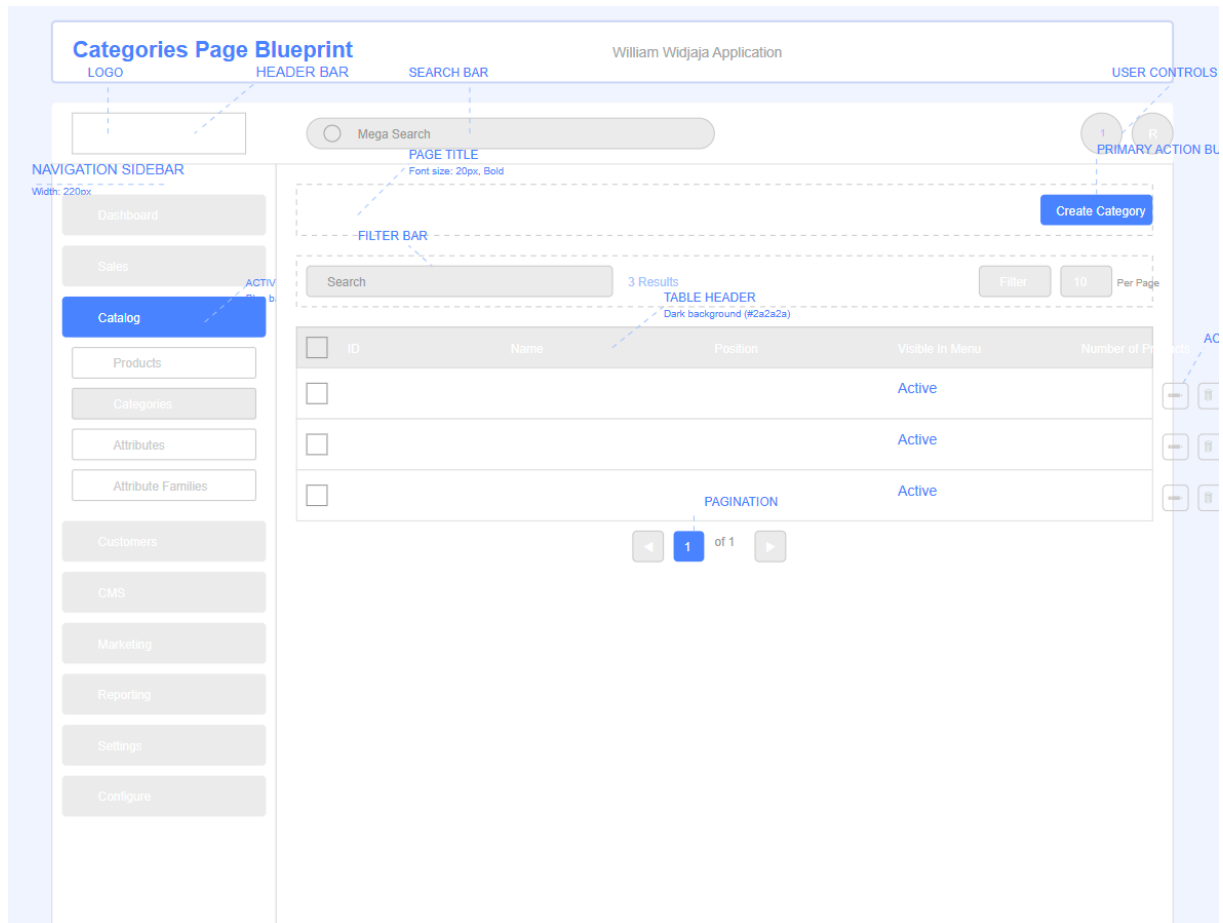 Categories Page Blueprint
William Widjaja Application
LOGO
HEADER BAR
SEARCH BAR
USER CONTROLS
Mega Search
1
R
PAGE TITLE
Font size: 20px, Bold
PRIMARY ACTION BU
NAVIGATION SIDEBAR
Width: 220px
Dashboard
Create Category
FILTER BAR
Sales
ACTIV
Search
3 Results
Filter
10
Per Page
TABLE HEADER
Dark background (#2a2a2a)
Catalog
ID
Name
Position
Visible In Menu
Number of Products
AC
Products
Active
Categories
Active
Attributes
Active
Attribute Families
PAGINATION
1
of 1
Customers
CMS
Marketing
Reporting
Settings
Configure